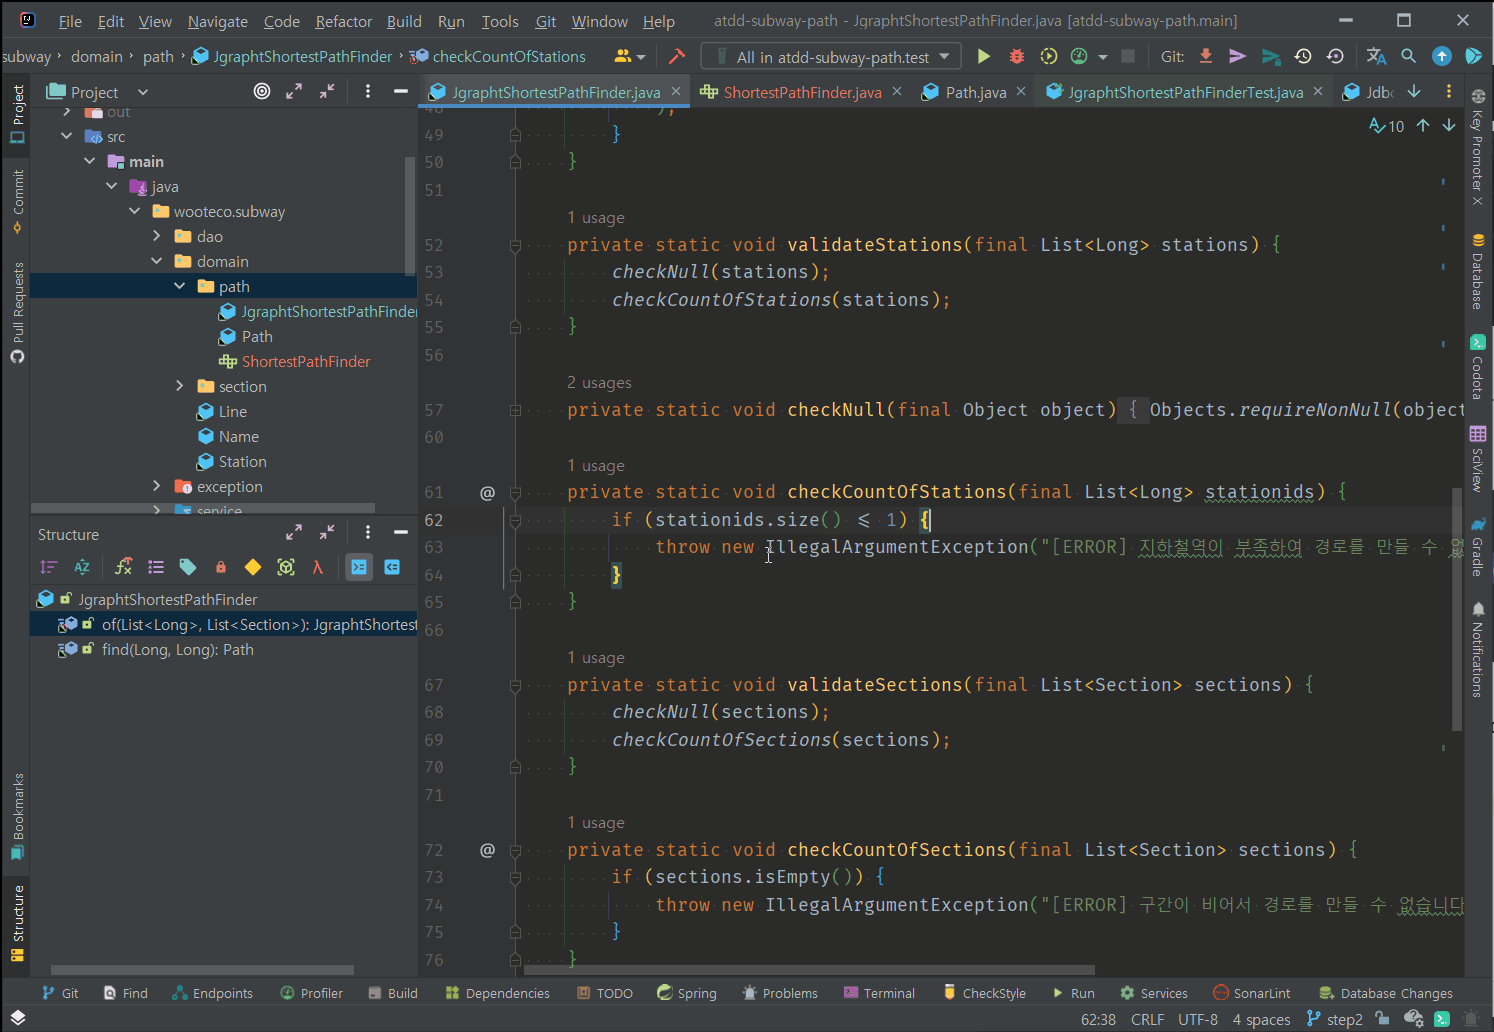 File Edit View Navigate Code Refactor Build Run Tools Git Window Help atdd-subway-path - JgraphtShortestPathFinder.java [atdd-subway-path.main]
subway domain path JgraphtShortestPathFinder checkCountOfStations All in atdd-subway-path.test Git:
Project
JgraphtShortestPathFinder.java ShortestPathFinder.java Path.java JgraphtShortestPathFinderTest.java Jdbc
out
src
main
java
wooteco.subway
dao
domain
path
JgraphtShortestPathFinder
Path
ShortestPathFinder
section
Line
Name
Station
exception
service
Structure
JgraphtShortestPathFinder
of(List<Long>, List<Section>): JgraphtShortest
find(Long, Long): Path
Project
Commit
Pull Requests
Bookmarks
Structure
10
48 );
49 }
50 }
51
1 usage
52 private static void validateStations(final List<Long> stations) {
53 checkNull(stations);
54 checkCountOfStations(stations);
55 }
56
2 usages
57 private static void checkNull(final Object object) { Objects.requireNonNull(object
60
1 usage
61 @ private static void checkCountOfStations(final List<Long> stationids) {
62 if (stationids.size() <= 1) {
63 throw new IllegalArgumentException("[ERROR] 지하철역이 부족하여 경로를 만들 수 없
64 }
65 }
66
1 usage
67 private static void validateSections(final List<Section> sections) {
68 checkNull(sections);
69 checkCountOfSections(sections);
70 }
71
1 usage
72 @ private static void checkCountOfSections(final List<Section> sections) {
73 if (sections.isEmpty()) {
74 throw new IllegalArgumentException("[ERROR] 구간이 비어서 경로를 만들 수 없습니다
75 }
76 }
Key Promoter X
Database
Codota
SciView
Gradle
Notifications
Git Find Endpoints Profiler Build Dependencies TODO Spring Problems Terminal CheckStyle Run Services SonarLint Database Changes
62:38 CRLF UTF-8 4 spaces step2